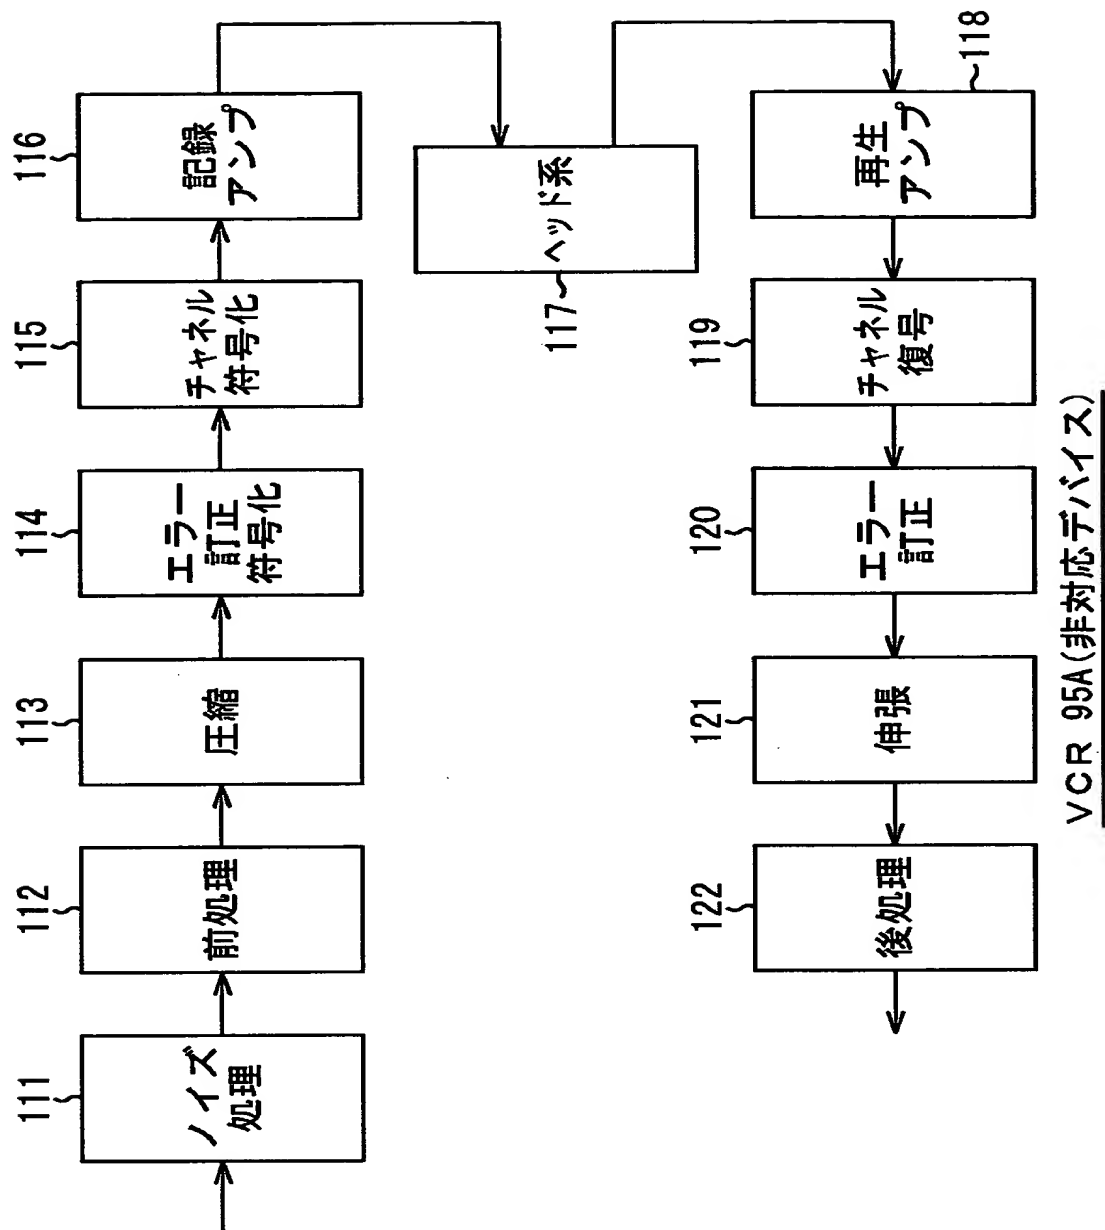 111
ノイズ
処理
112
前処理
113
圧縮
114
エラー
訂正
符号化
115
チャネル
符号化
116
記録
アンプ
117
ヘッド系
118
再生
アンプ
119
チャネル
復号
120
エラー
訂正
121
伸張
122
後処理
VCR 95A(非対応デバイス)